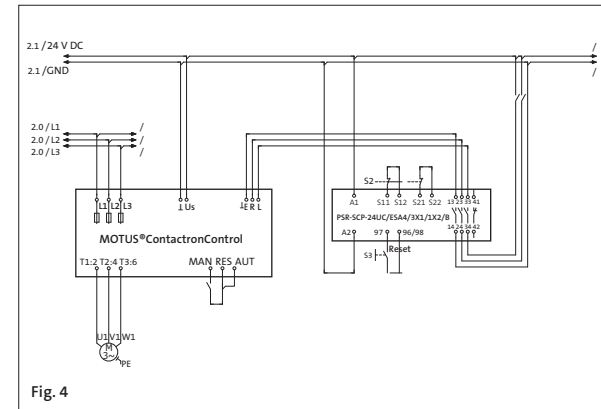 2.1 / 24 V DC
2.1 /GND
2.0 / L1
2.0 / L2
2.0 / L3
L1 L2 L3
⊥ Us
⊥E R L
MOTUS®ContactronControl
T1:2 T2:4 T3:6
MAN RES AUT
U1 V1 W1
M
3~
PE
S2
A1 S11 S12 S21 S22 13 23 33 41
PSR-SCP-24UC/ESA4/3X1/1X2/B
A2 97 96/98 14 24 34 42
Reset
S3
Fig. 4